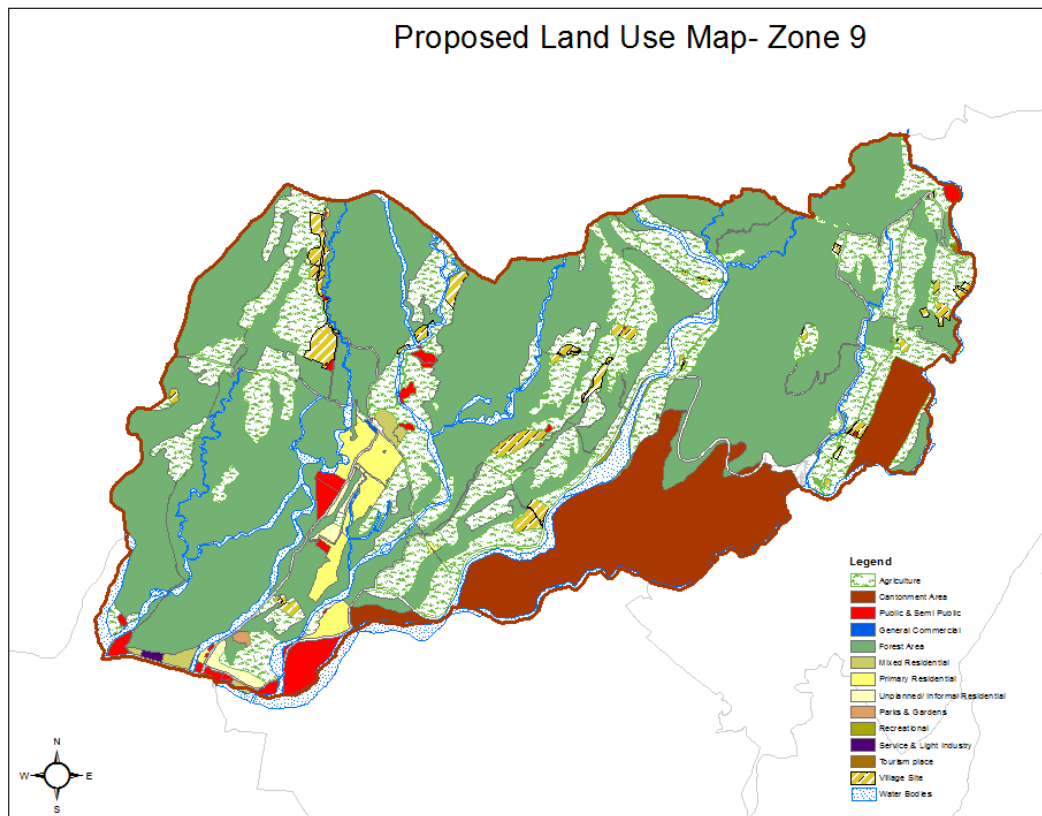 Proposed Land Use Map- Zone 9
Legend
Agriculture
Cantonment Area
Public & Semi Public
General Commercial
Forest Area
Mixed Residential
Primary Residential
Unplanned/ Informal Residential
Parks & Gardens
Recreational
Service & Light Industry
Tourism place
Village Site
Water Bodies
N
W
E
S